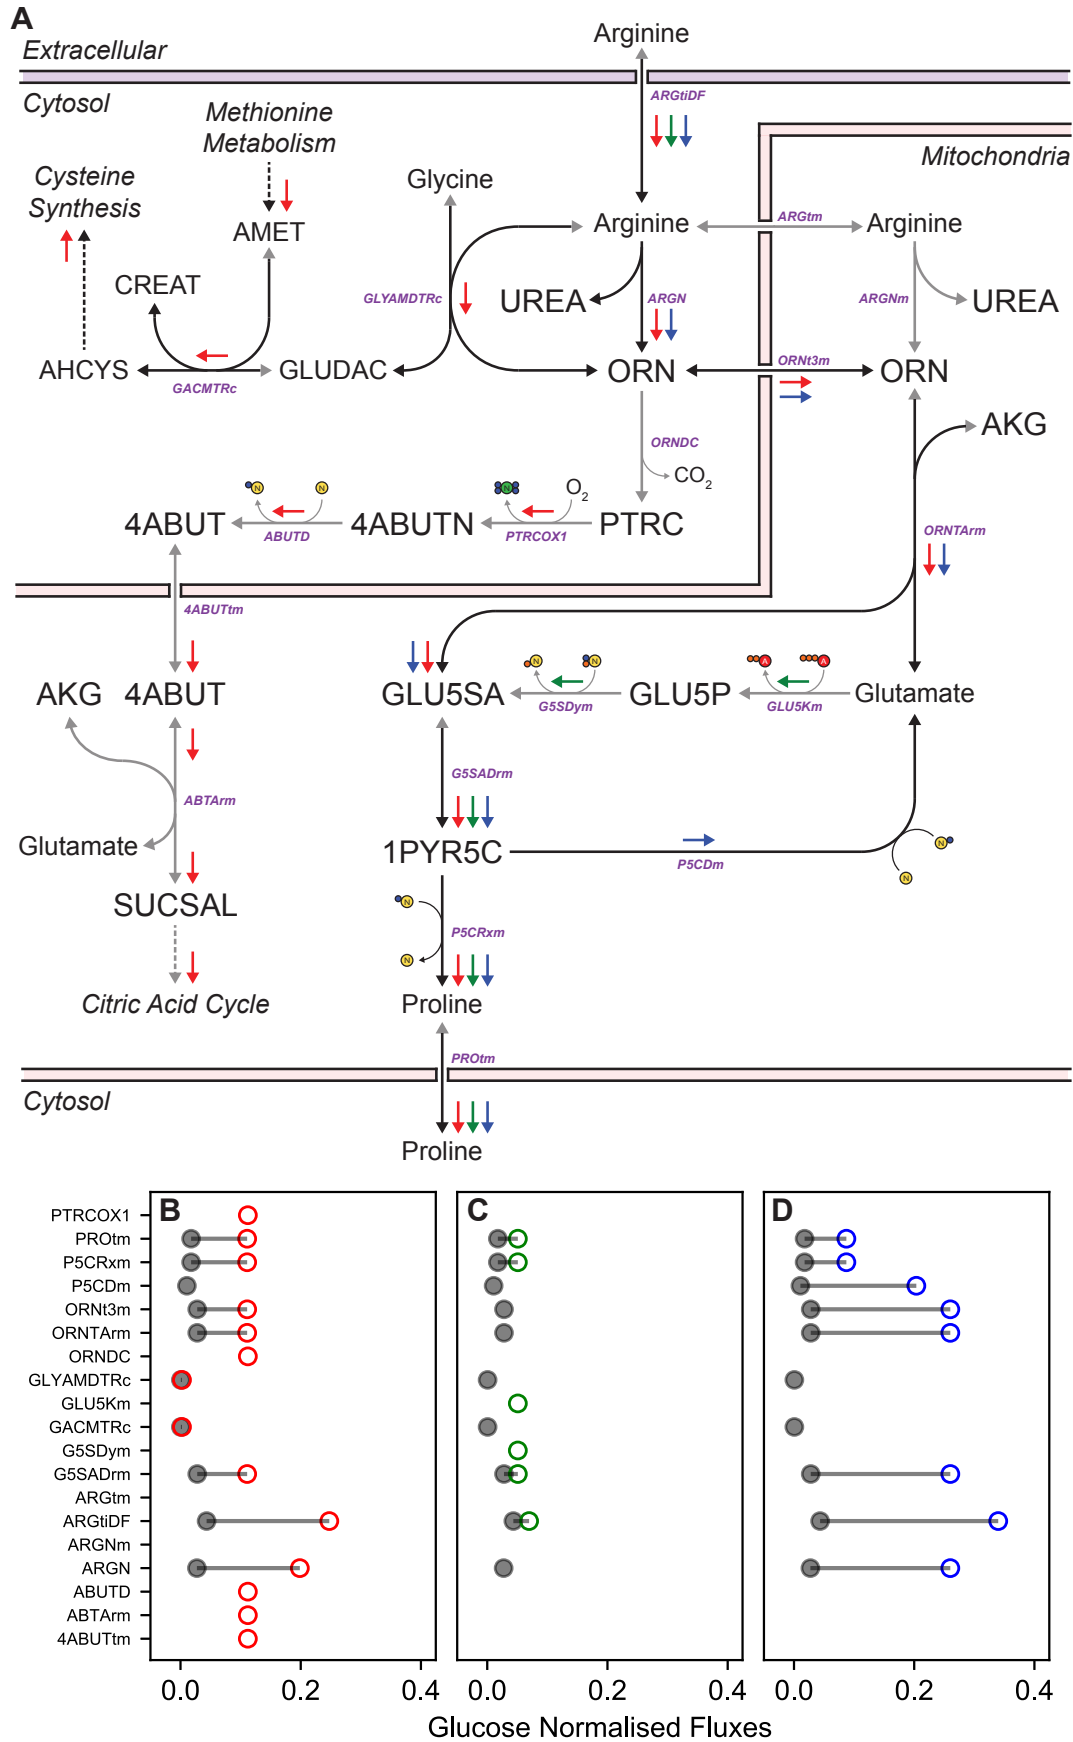 A
Extracellular
Arginine
Cytosol
ARGtiDF
Methionine
Metabolism
Mitochondria
Cysteine
Synthesis
Glycine
AMET
Arginine
ARGtm
Arginine
CREAT
GLYAMDTRc
UREA
ARGN
ARGNm
UREA
AHCYS
GACMTRc
GLUDAC
ORN
ORNt3m
ORN
AKG
ORNDC
CO2
N
N
N
O2
4ABUT
ABUTD
4ABUTN
PTRCOX1
PTRC
ORNTArm
4ABUTtm
N
N
A
A
AKG
4ABUT
GLU5SA
G5SDym
GLU5P
GLU5Km
Glutamate
G5SADrm
ABTArm
Glutamate
1PYR5C
P5CDm
N
N
SUCSAL
N
P5CRxm
N
Citric Acid Cycle
Proline
PROtm
Cytosol
Proline
B
C
D
PTRCOX1
PROtm
P5CRxm
P5CDm
ORNt3m
ORNTArm
ORNDC
GLYAMDTRc
GLU5Km
GACMTRc
G5SDym
G5SADrm
ARGtm
ARGtiDF
ARGNm
ARGN
ABUTD
ABTArm
4ABUTtm
0.0 0.2 0.4
0.0 0.2 0.4
0.0 0.2 0.4
Glucose Normalised Fluxes